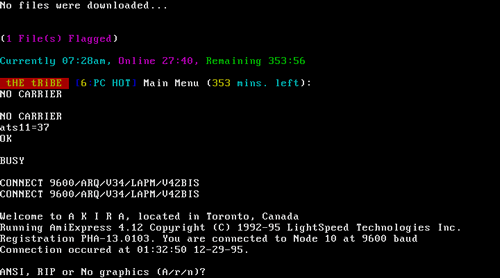 No files were downloaded...
(1 File(s) Flagged)
Currently 07:28am, Online 27:40, Remaining 353:56
tHE tRiBE [6 PC HOT] Main Menu (353 mins. left):
NO CARRIER
NO CARRIER
ats11=37
OK
BUSY
CONNECT 9600/ARQ/V34/LAPM/V42BIS
CONNECT 9600/ARQ/V34/LAPM/V42BIS
Welcome to A K I R A, located in Toronto, Canada
Running AmiExpress 4.12 Copyright (C) 1992-95 LightSpeed Technologies Inc.
Registration PHA-13.0103. You are connected to Node 10 at 9600 baud
Connection occured at 01:32:50 12-29-95.
ANSI, RIP or No graphics (A/r/n)?